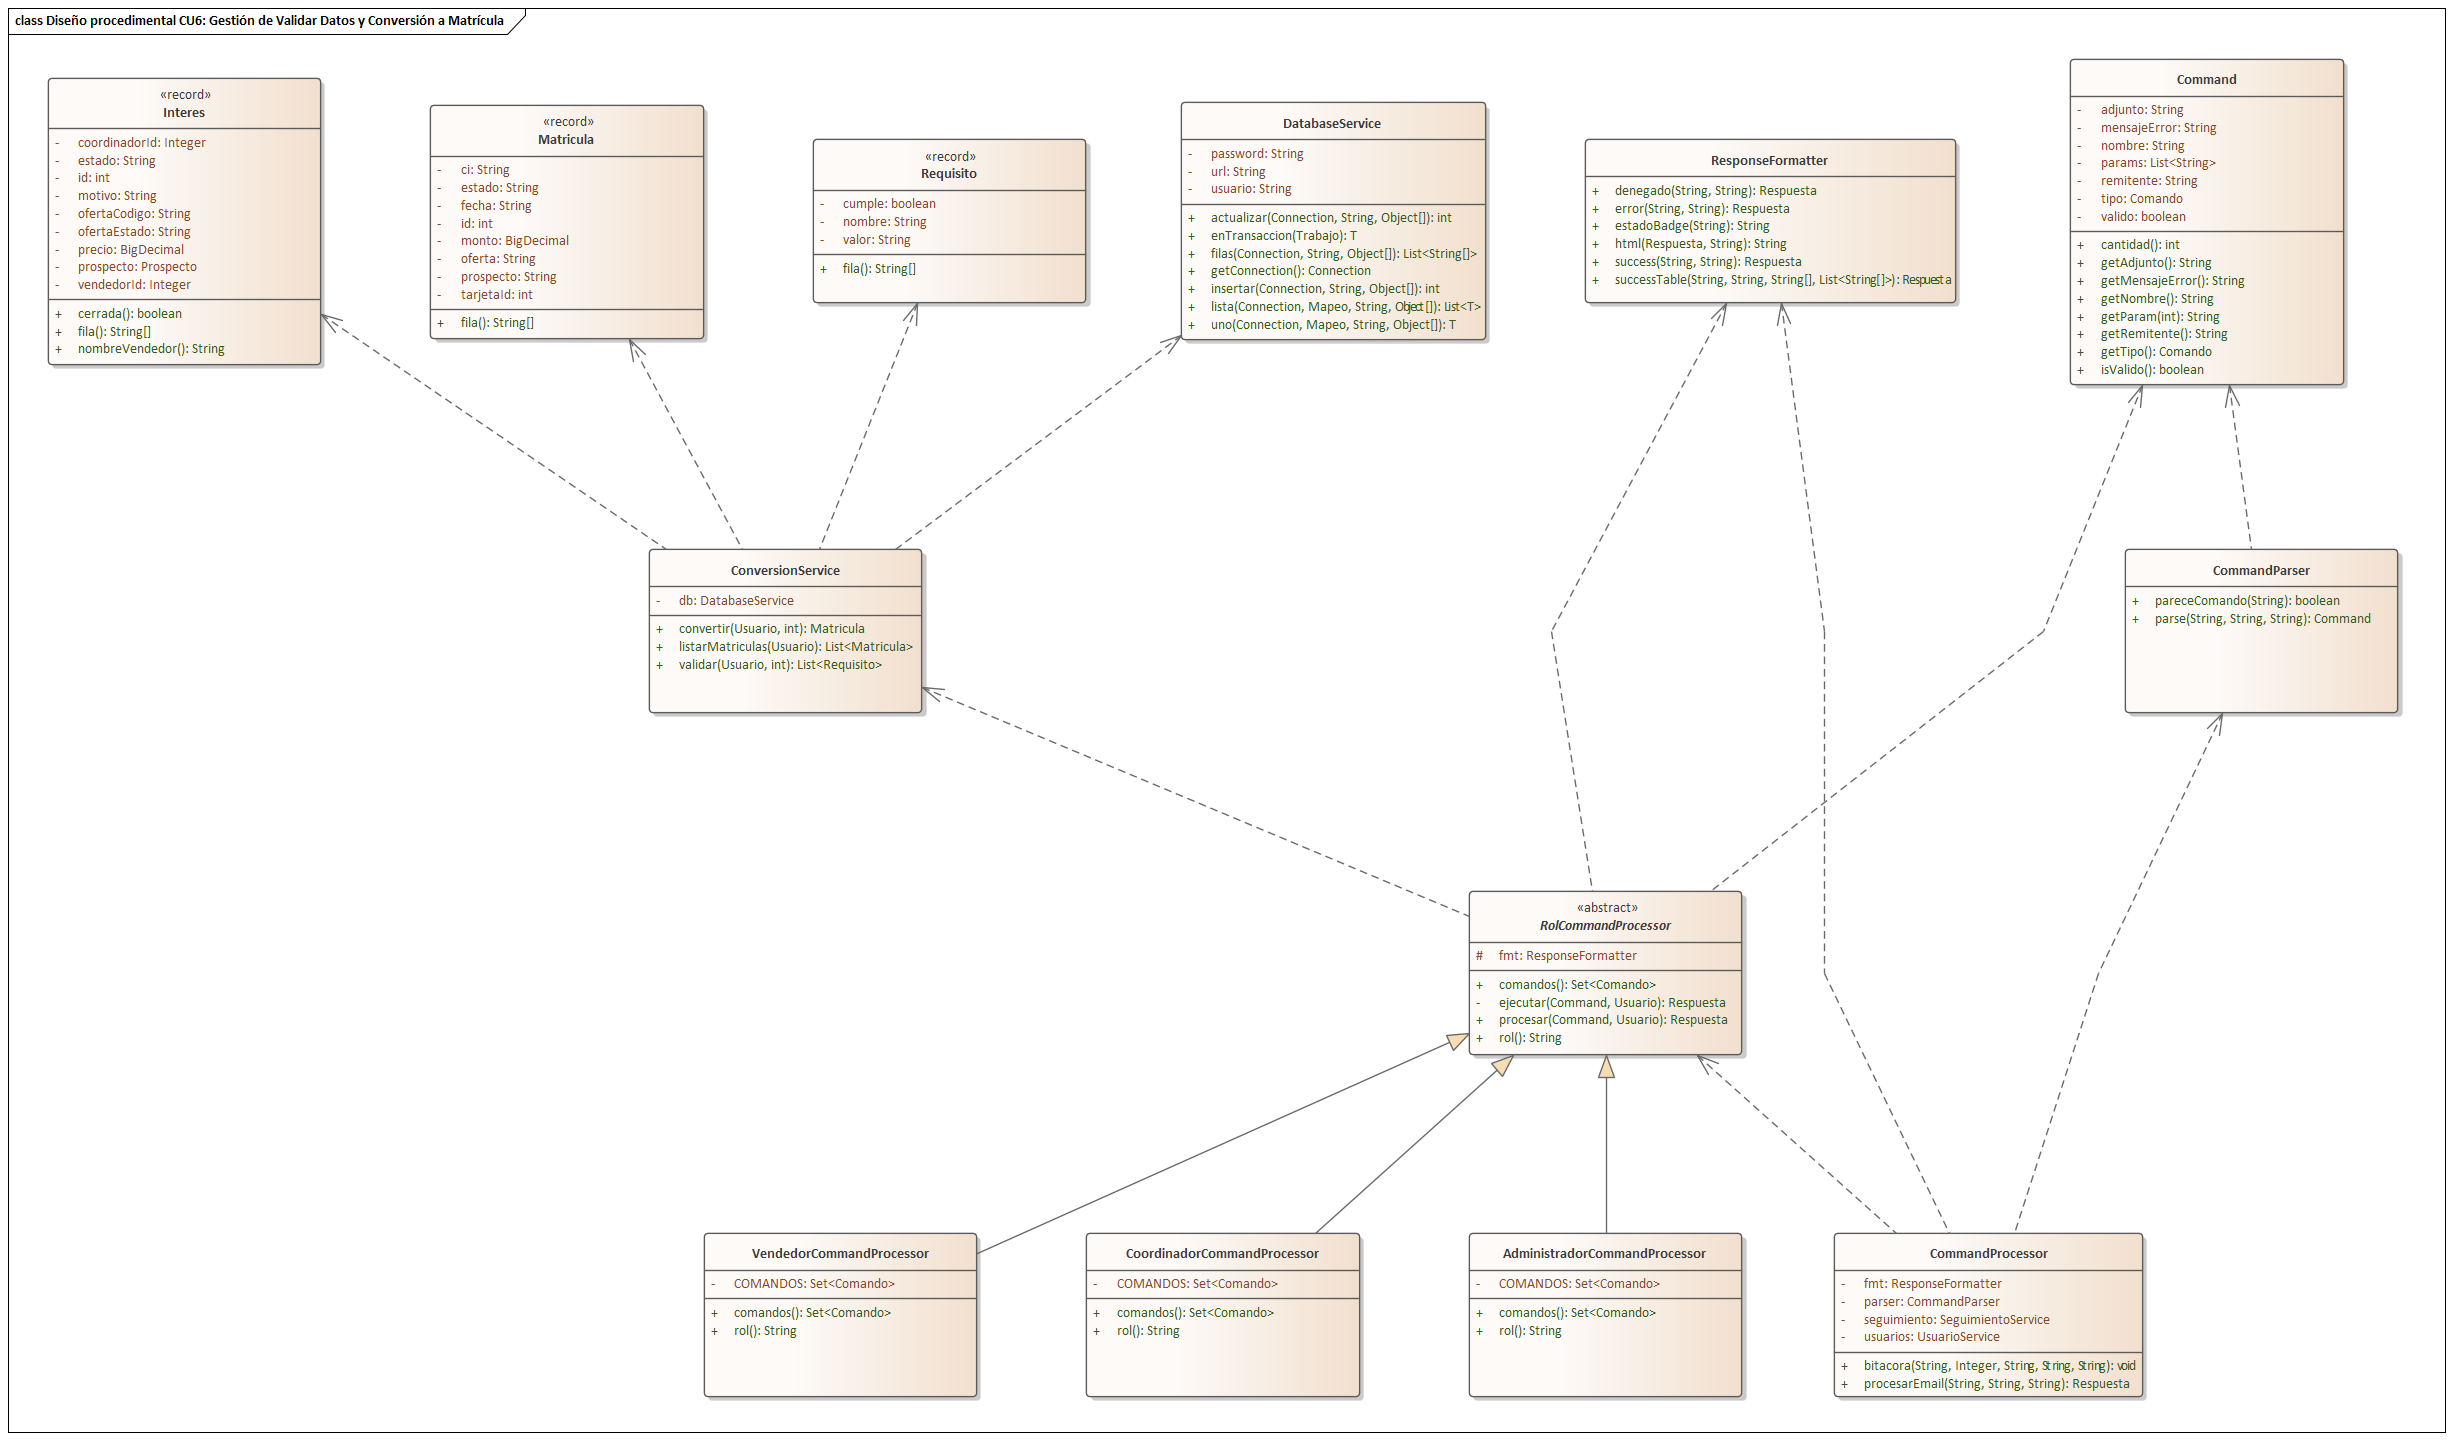 class Diseño procedimental CU6: Gestión de Validar Datos y Conversión a Matrícula
«record»
Interes
- coordinadorId: Integer
- estado: String
- id: int
- motivo: String
- ofertaCodigo: String
- ofertaEstado: String
- precio: BigDecimal
- prospecto: Prospecto
- vendedorId: Integer
+ cerrada(): boolean
+ fila(): String[]
+ nombreVendedor(): String
«record»
Matricula
- ci: String
- estado: String
- fecha: String
- id: int
- monto: BigDecimal
- oferta: String
- prospecto: String
- tarjetaId: int
+ fila(): String[]
«record»
Requisito
- cumple: boolean
- nombre: String
- valor: String
+ fila(): String[]
DatabaseService
- password: String
- url: String
- usuario: String
+ actualizar(Connection, String, Object[]): int
+ enTransaccion(Trabajo): T
+ filas(Connection, String, Object[]): List<String[]>
+ getConnection(): Connection
+ insertar(Connection, String, Object[]): int
+ lista(Connection, Mapeo, String, Object[]): List<T>
+ uno(Connection, Mapeo, String, Object[]): T
ResponseFormatter
+ denegado(String, String): Respuesta
+ error(String, String): Respuesta
+ estadoBadge(String): String
+ html(Respuesta, String): String
+ success(String, String): Respuesta
+ successTable(String, String, String[], List<String[]>): Respuesta
Command
- adjunto: String
- mensajeError: String
- nombre: String
- params: List<String>
- remitente: String
- tipo: Comando
- valido: boolean
+ cantidad(): int
+ getAdjunto(): String
+ getMensajeError(): String
+ getNombre(): String
+ getParam(int): String
+ getRemitente(): String
+ getTipo(): Comando
+ isValido(): boolean
ConversionService
- db: DatabaseService
+ convertir(Usuario, int): Matricula
+ listarMatriculas(Usuario): List<Matricula>
+ validar(Usuario, int): List<Requisito>
CommandParser
+ pareceComando(String): boolean
+ parse(String, String, String): Command
«abstract»
RolCommandProcessor
# fmt: ResponseFormatter
+ comandos(): Set<Comando>
- ejecutar(Command, Usuario): Respuesta
+ procesar(Command, Usuario): Respuesta
+ rol(): String
VendedorCommandProcessor
- COMANDOS: Set<Comando>
+ comandos(): Set<Comando>
+ rol(): String
CoordinadorCommandProcessor
- COMANDOS: Set<Comando>
+ comandos(): Set<Comando>
+ rol(): String
AdministradorCommandProcessor
- COMANDOS: Set<Comando>
+ comandos(): Set<Comando>
+ rol(): String
CommandProcessor
- fmt: ResponseFormatter
- parser: CommandParser
- seguimiento: SeguimientoService
- usuarios: UsuarioService
+ bitacora(String, Integer, String, String, String): void
+ procesarEmail(String, String, String): Respuesta